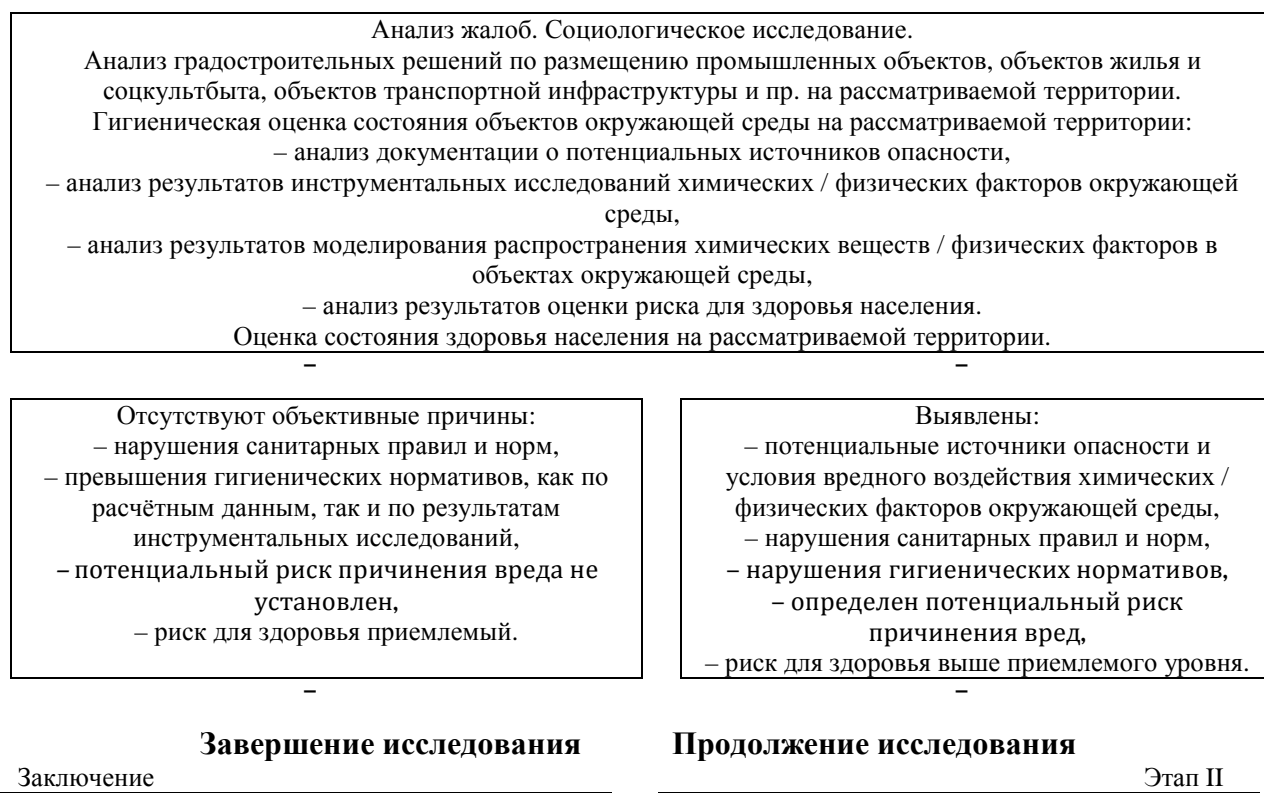 Анализ жалоб. Социологическое исследование.
Анализ градостроительных решений по размещению промышленных объектов, объектов жилья и
соцкультбыта, объектов транспортной инфраструктуры и пр. на рассматриваемой территории.
Гигиеническая оценка состояния объектов окружающей среды на рассматриваемой территории:
– анализ документации о потенциальных источников опасности,
– анализ результатов инструментальных исследований химических / физических факторов окружающей
среды,
– анализ результатов моделирования распространения химических веществ / физических факторов в
объектах окружающей среды,
– анализ результатов оценки риска для здоровья населения.
Оценка состояния здоровья населения на рассматриваемой территории.
– –
Отсутствуют объективные причины:
– нарушения санитарных правил и норм,
– превышения гигиенических нормативов, как по
расчётным данным, так и по результатам
инструментальных исследований,
– потенциальный риск причинения вреда не
установлен,
– риск для здоровья приемлемый.
–
Выявлены:
– потенциальные источники опасности и
условия вредного воздействия химических /
физических факторов окружающей среды,
– нарушения санитарных правил и норм,
– нарушения гигиенических нормативов,
– определен потенциальный риск
причинения вред,
– риск для здоровья выше приемлемого уровня.
–
Завершение исследования
Заключение
Продолжение исследования
Этап II